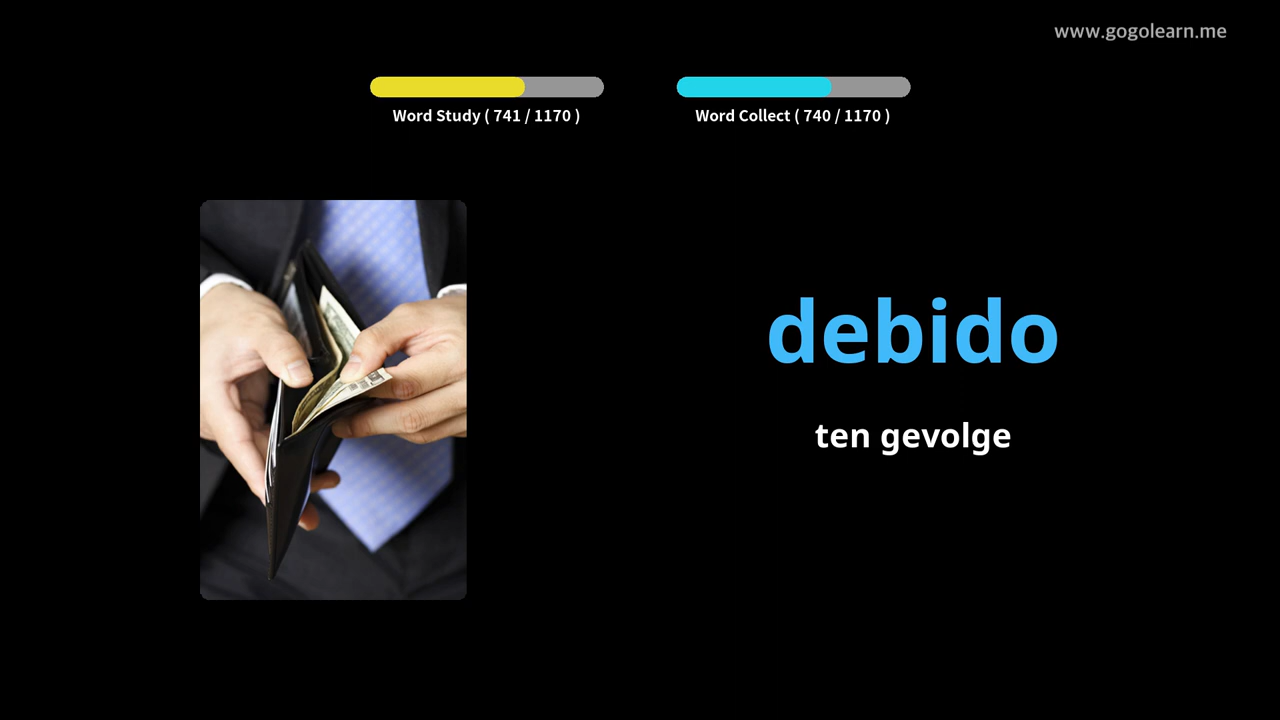 www.gogolearn.me
Word Study ( 741 / 1170 )
Word Collect ( 740 / 1170 )
debido
ten gevolge